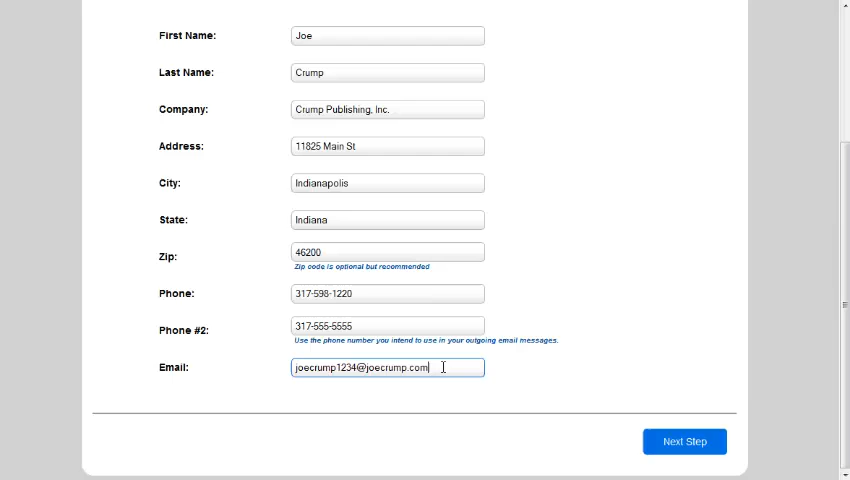 First Name: Joe
Last Name: Crump
Company: Crump Publishing, Inc.
Address: 11825 Main St
City: Indianapolis
State: Indiana
Zip: 46200
Zip code is optional but recommended
Phone: 317-598-1220
Phone #2: 317-555-5555
Use the phone number you intend to use in your outgoing email messages.
Email: joecrump1234@joecrump.com
Next Step